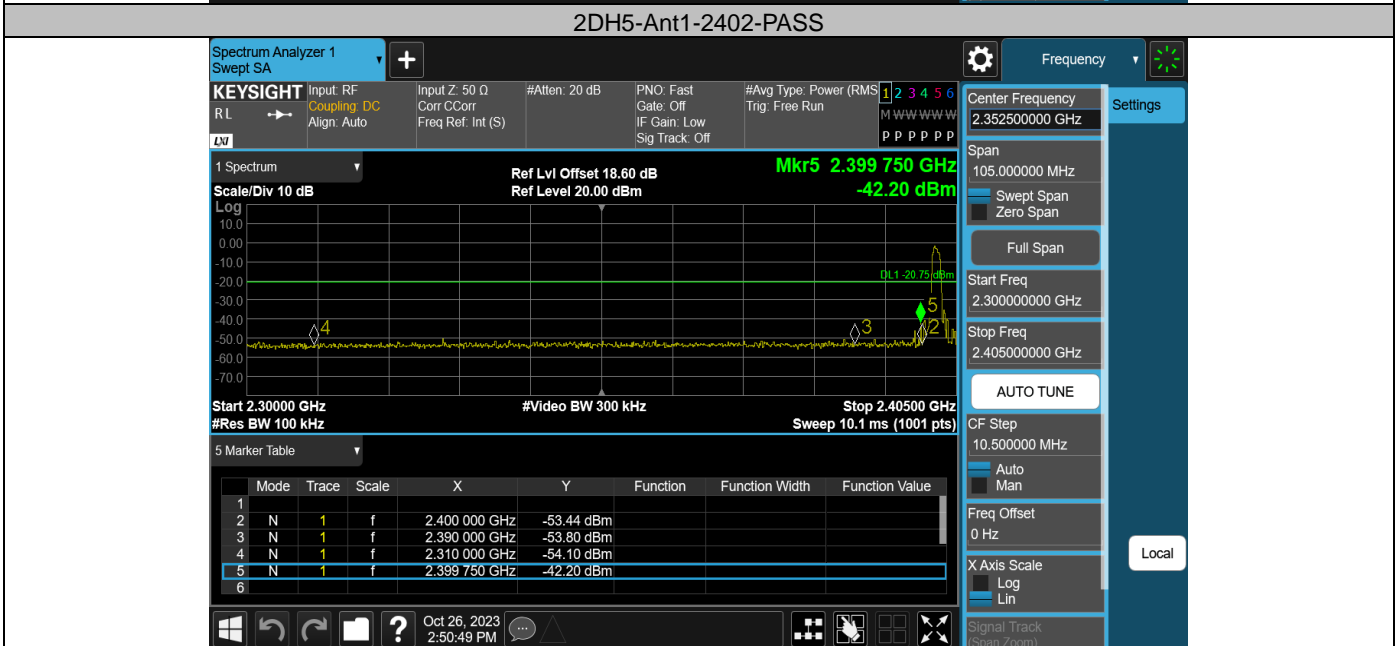 2DH5-Ant1-2402-PASS
Spectrum Analyzer 1
Swept SA
+
Frequency
KEYSIGHT
RL
LXI
Input: RF
Coupling: DC
Align: Auto
Input Z: 50 Ω
Corr CCorr
Freq Ref: Int (S)
#Atten: 20 dB
PNO: Fast
Gate: Off
IF Gain: Low
Sig Track: Off
#Avg Type: Power (RMS
Trig: Free Run
1 2 3 4 5 6
M W W W W W
P P P P P P
1 Spectrum
Scale/Div 10 dB
Ref Lvl Offset 18.60 dB
Ref Level 20.00 dBm
Mkr5 2.399 750 GHz
-42.20 dBm
Log
10.0
0.00
-10.0
-20.0
-30.0
-40.0
-50.0
-60.0
-70.0
DL1 -20.75 dBm
4
3
5
2
Start 2.30000 GHz
#Res BW 100 kHz
#Video BW 300 kHz
Stop 2.40500 GHz
Sweep 10.1 ms (1001 pts)
5 Marker Table
Mode Trace Scale X Y Function Function Width Function Value
1
2 N 1 f 2.400 000 GHz -53.44 dBm
3 N 1 f 2.390 000 GHz -53.80 dBm
4 N 1 f 2.310 000 GHz -54.10 dBm
5 N 1 f 2.399 750 GHz -42.20 dBm
6
?
Oct 26, 2023
2:50:49 PM
Center Frequency
2.352500000 GHz
Settings
Span
105.000000 MHz
Swept Span
Zero Span
Full Span
Start Freq
2.300000000 GHz
Stop Freq
2.405000000 GHz
AUTO TUNE
CF Step
10.500000 MHz
Auto
Man
Freq Offset
0 Hz
Local
X Axis Scale
Log
Lin
Signal Track
(Span Zoom)